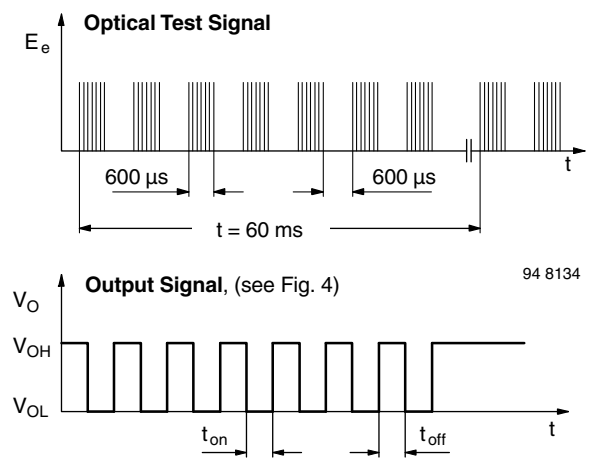 Optical Test Signal
E e
t
600 µs
600 µs
t = 60 ms
94 8134
Output Signal, (see Fig. 4)
V O
V OH
V OL
t on
t off
t